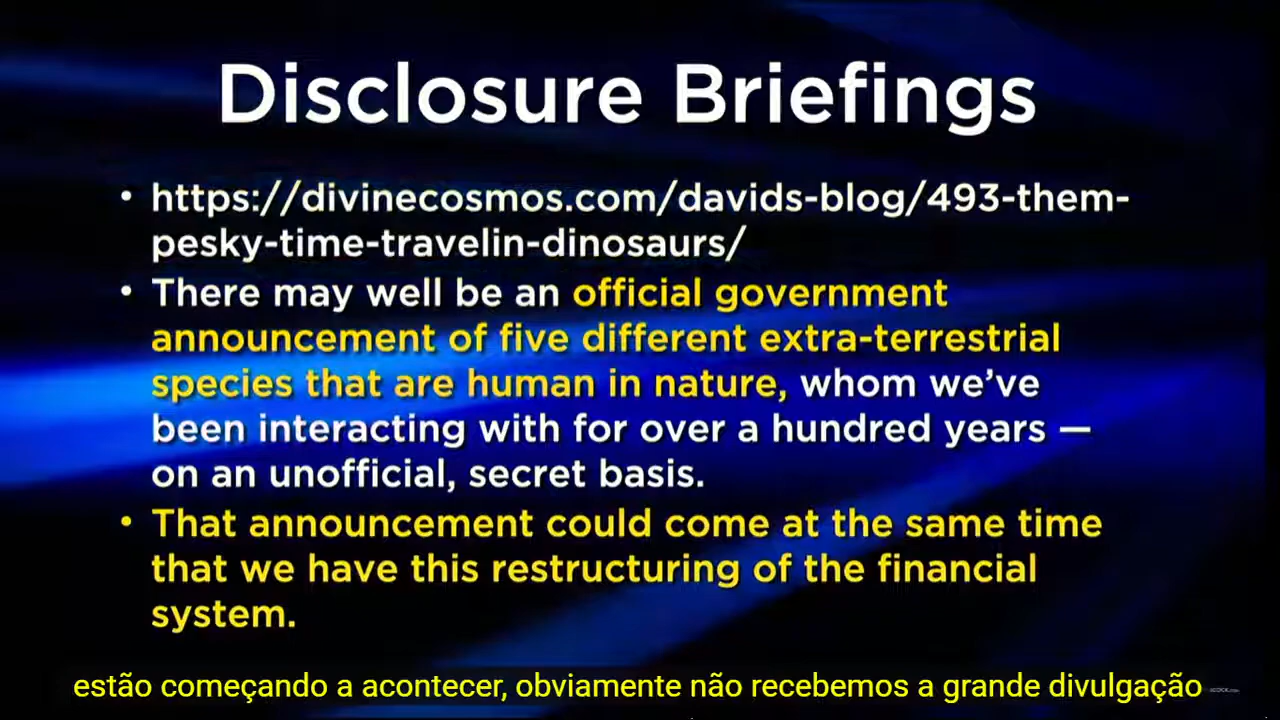 Disclosure Briefings
• https://divinecosmos.com/davids-blog/493-them-
pesky-time-travelin-dinosaurs/
• There may well be an official government
announcement of five different extra-terrestrial
species that are human in nature, whom we’ve
been interacting with for over a hundred years —
on an unofficial, secret basis.
• That announcement could come at the same time
that we have this restructuring of the financial
system.
estão começando a acontecer, obviamente não recebemos a grande divulgação